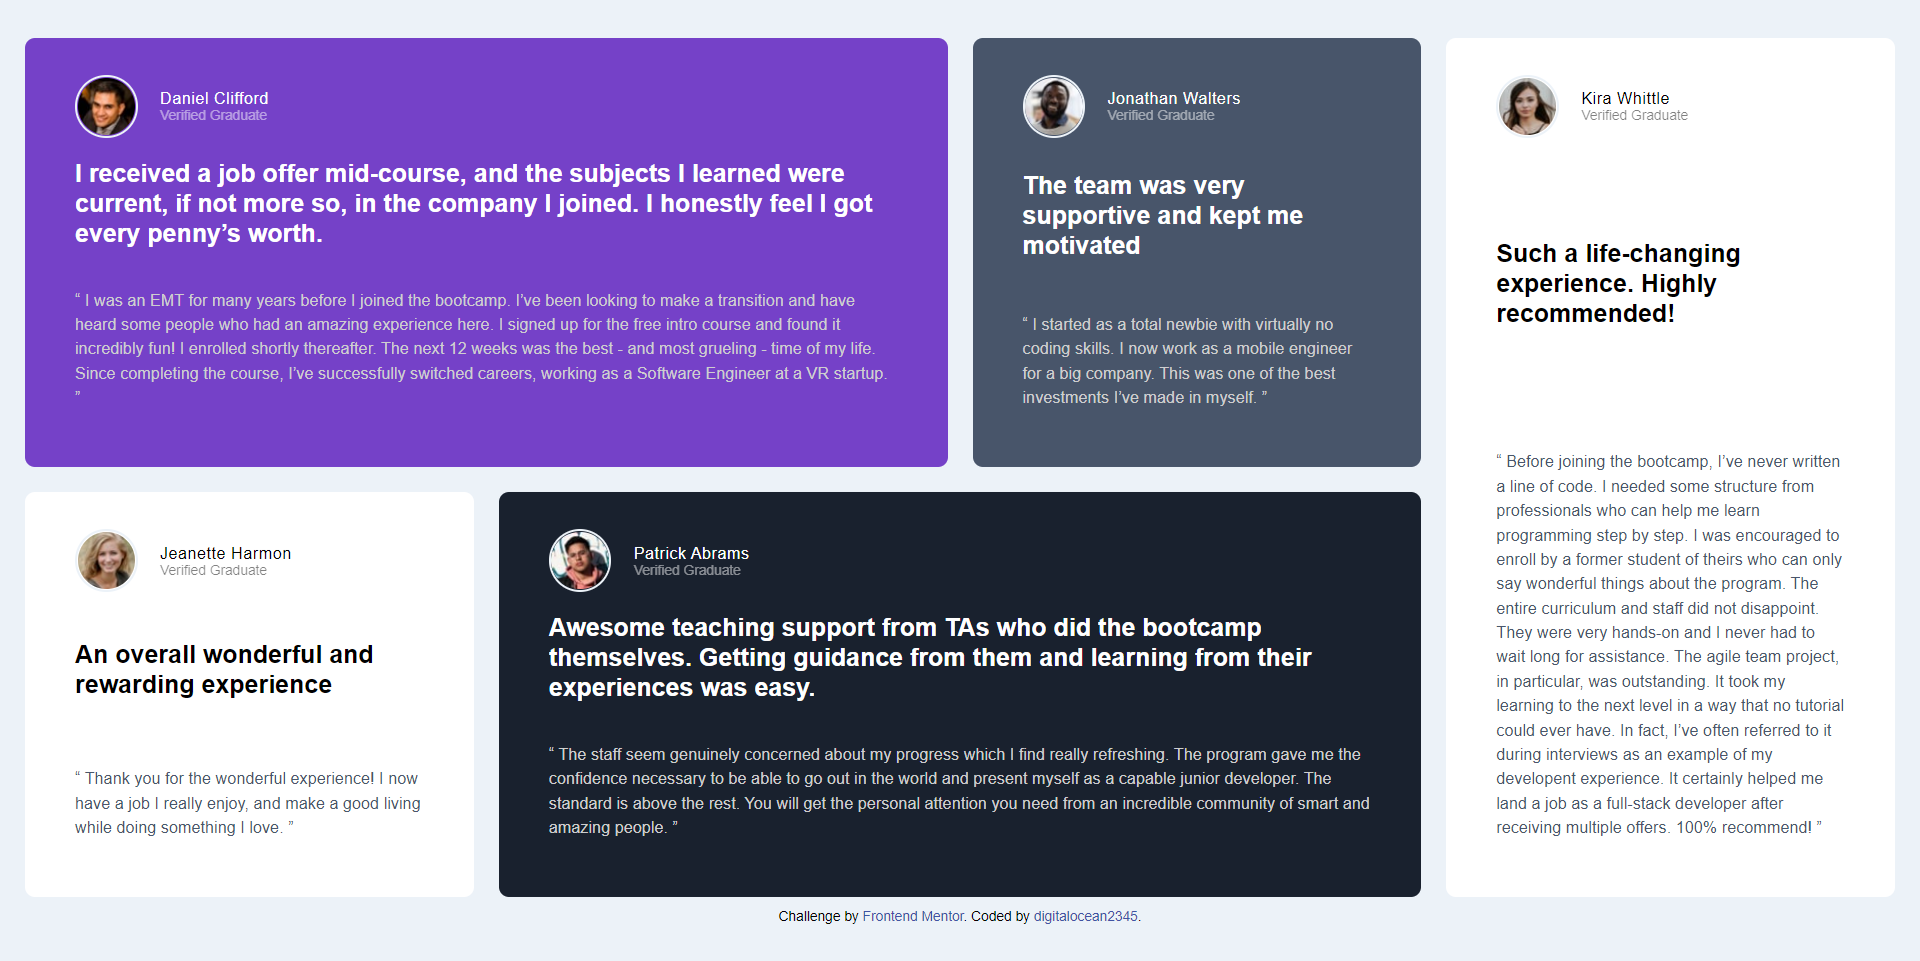 Daniel Clifford
Verified Graduate
I received a job offer mid-course, and the subjects I learned were
current, if not more so, in the company I joined. I honestly feel I got
every penny’s worth.
“ I was an EMT for many years before I joined the bootcamp. I’ve been looking to make a transition and have
heard some people who had an amazing experience here. I signed up for the free intro course and found it
incredibly fun! I enrolled shortly thereafter. The next 12 weeks was the best - and most grueling - time of my life.
Since completing the course, I’ve successfully switched careers, working as a Software Engineer at a VR startup.
”
Jonathan Walters
Verified Graduate
The team was very
supportive and kept me
motivated
“ I started as a total newbie with virtually no
coding skills. I now work as a mobile engineer
for a big company. This was one of the best
investments I’ve made in myself. ”
Kira Whittle
Verified Graduate
Such a life-changing
experience. Highly
recommended!
“ Before joining the bootcamp, I’ve never written
a line of code. I needed some structure from
professionals who can help me learn
programming step by step. I was encouraged to
enroll by a former student of theirs who can only
say wonderful things about the program. The
entire curriculum and staff did not disappoint.
They were very hands-on and I never had to
wait long for assistance. The agile team project,
in particular, was outstanding. It took my
learning to the next level in a way that no tutorial
could ever have. In fact, I’ve often referred to it
during interviews as an example of my
developent experience. It certainly helped me
land a job as a full-stack developer after
receiving multiple offers. 100% recommend! ”
Jeanette Harmon
Verified Graduate
An overall wonderful and
rewarding experience
“ Thank you for the wonderful experience! I now
have a job I really enjoy, and make a good living
while doing something I love. ”
Patrick Abrams
Verified Graduate
Awesome teaching support from TAs who did the bootcamp
themselves. Getting guidance from them and learning from their
experiences was easy.
“ The staff seem genuinely concerned about my progress which I find really refreshing. The program gave me the
confidence necessary to be able to go out in the world and present myself as a capable junior developer. The
standard is above the rest. You will get the personal attention you need from an incredible community of smart and
amazing people. ”
Challenge by Frontend Mentor. Coded by digitalocean2345.